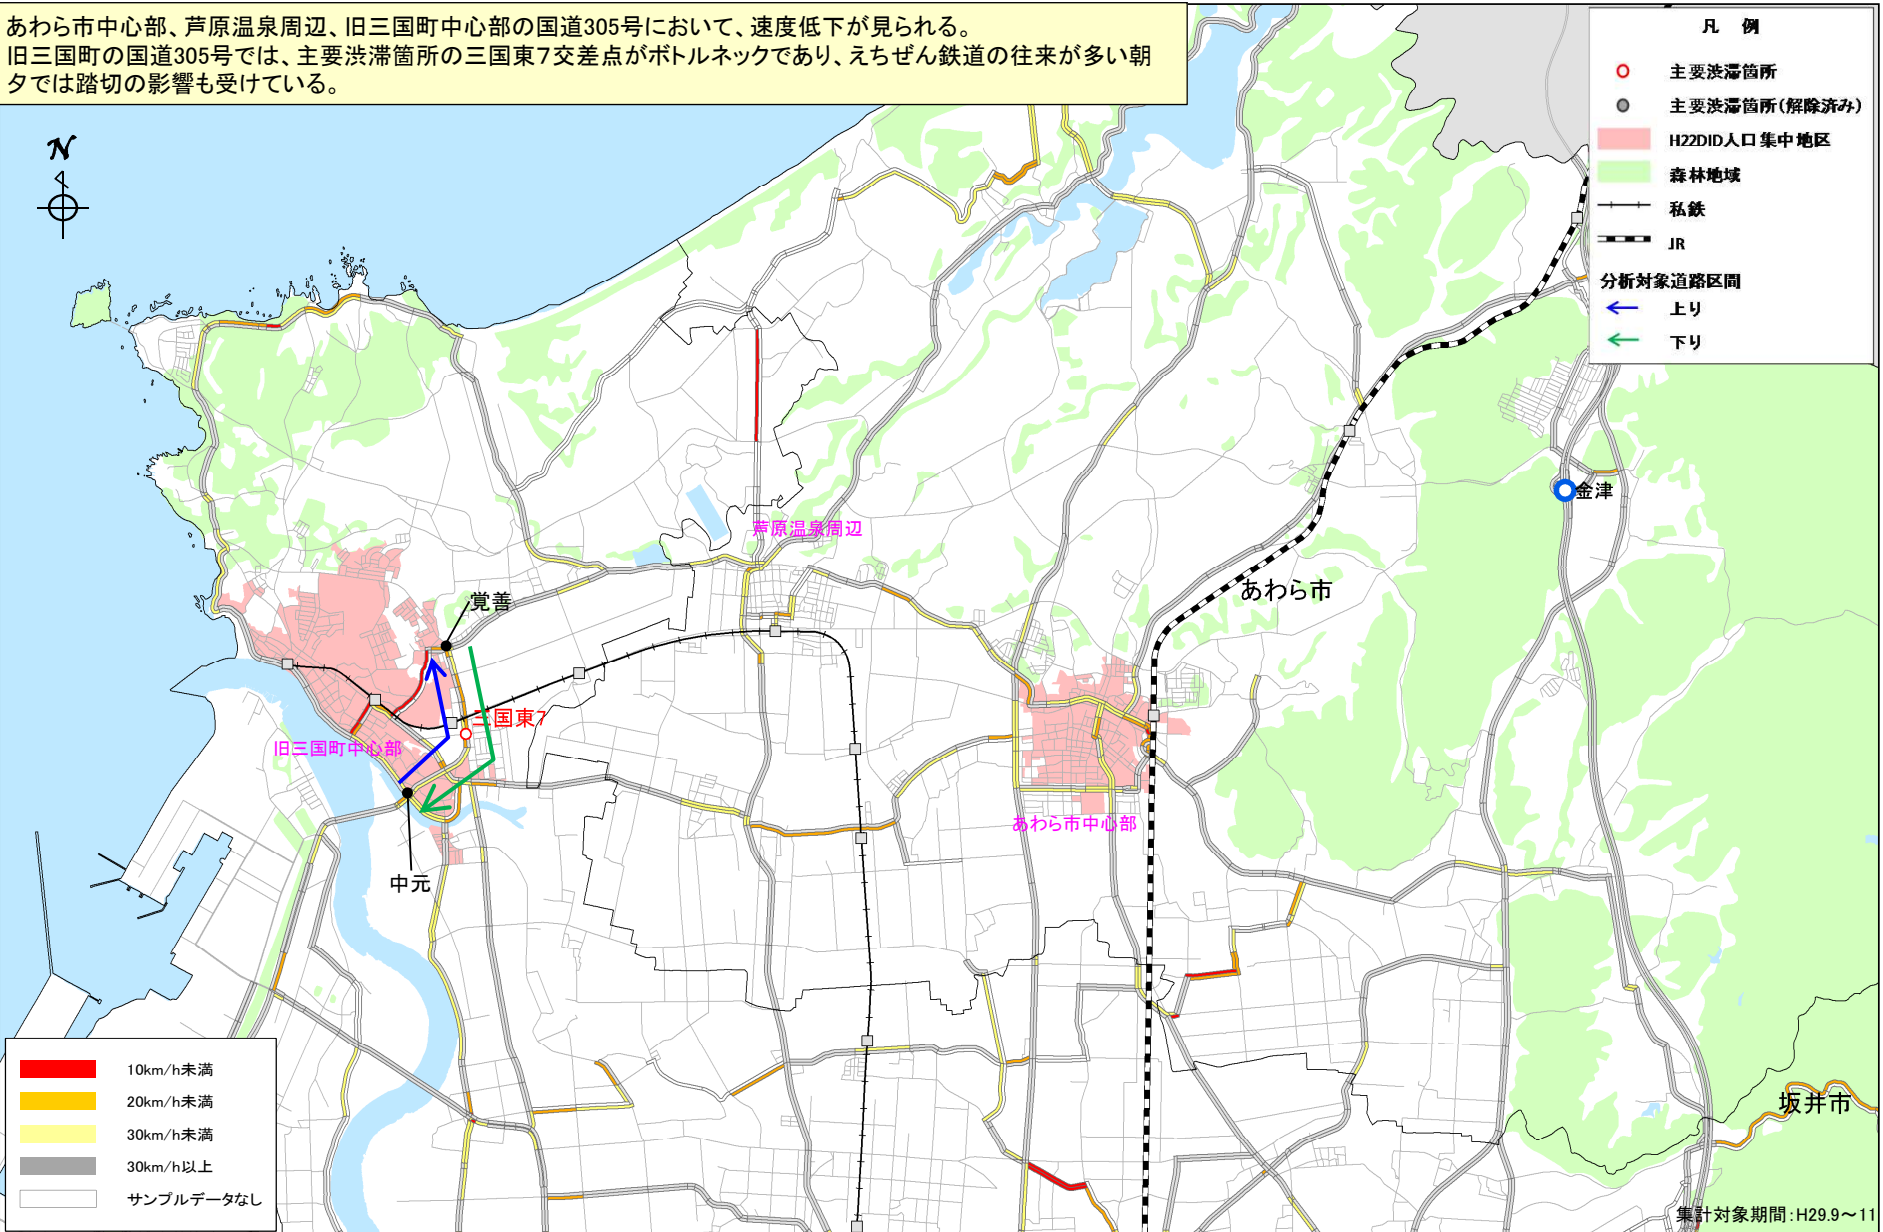 あわら市中心部、芦原温泉周辺、旧三国町中心部の国道305号において、速度低下が見られる。
旧三国町の国道305号では、主要渋滞箇所の三国東7交差点がボトルネックであり、えちぜん鉄道の往来が多い朝
夕では踏切の影響も受けている。
凡 例
主要渋滞箇所
主要渋滞箇所(解除済み)
H22DID人口集中地区
森林地域
私鉄
JR
分析対象道路区間
上り
下り
N
金津
芦原温泉周辺
あわら市
覚善
三国東7
旧三国町中心部
あわら市中心部
中元
坂井市
10km/h未満
20km/h未満
30km/h未満
30km/h以上
サンプルデータなし
集計対象期間:H29.9~11